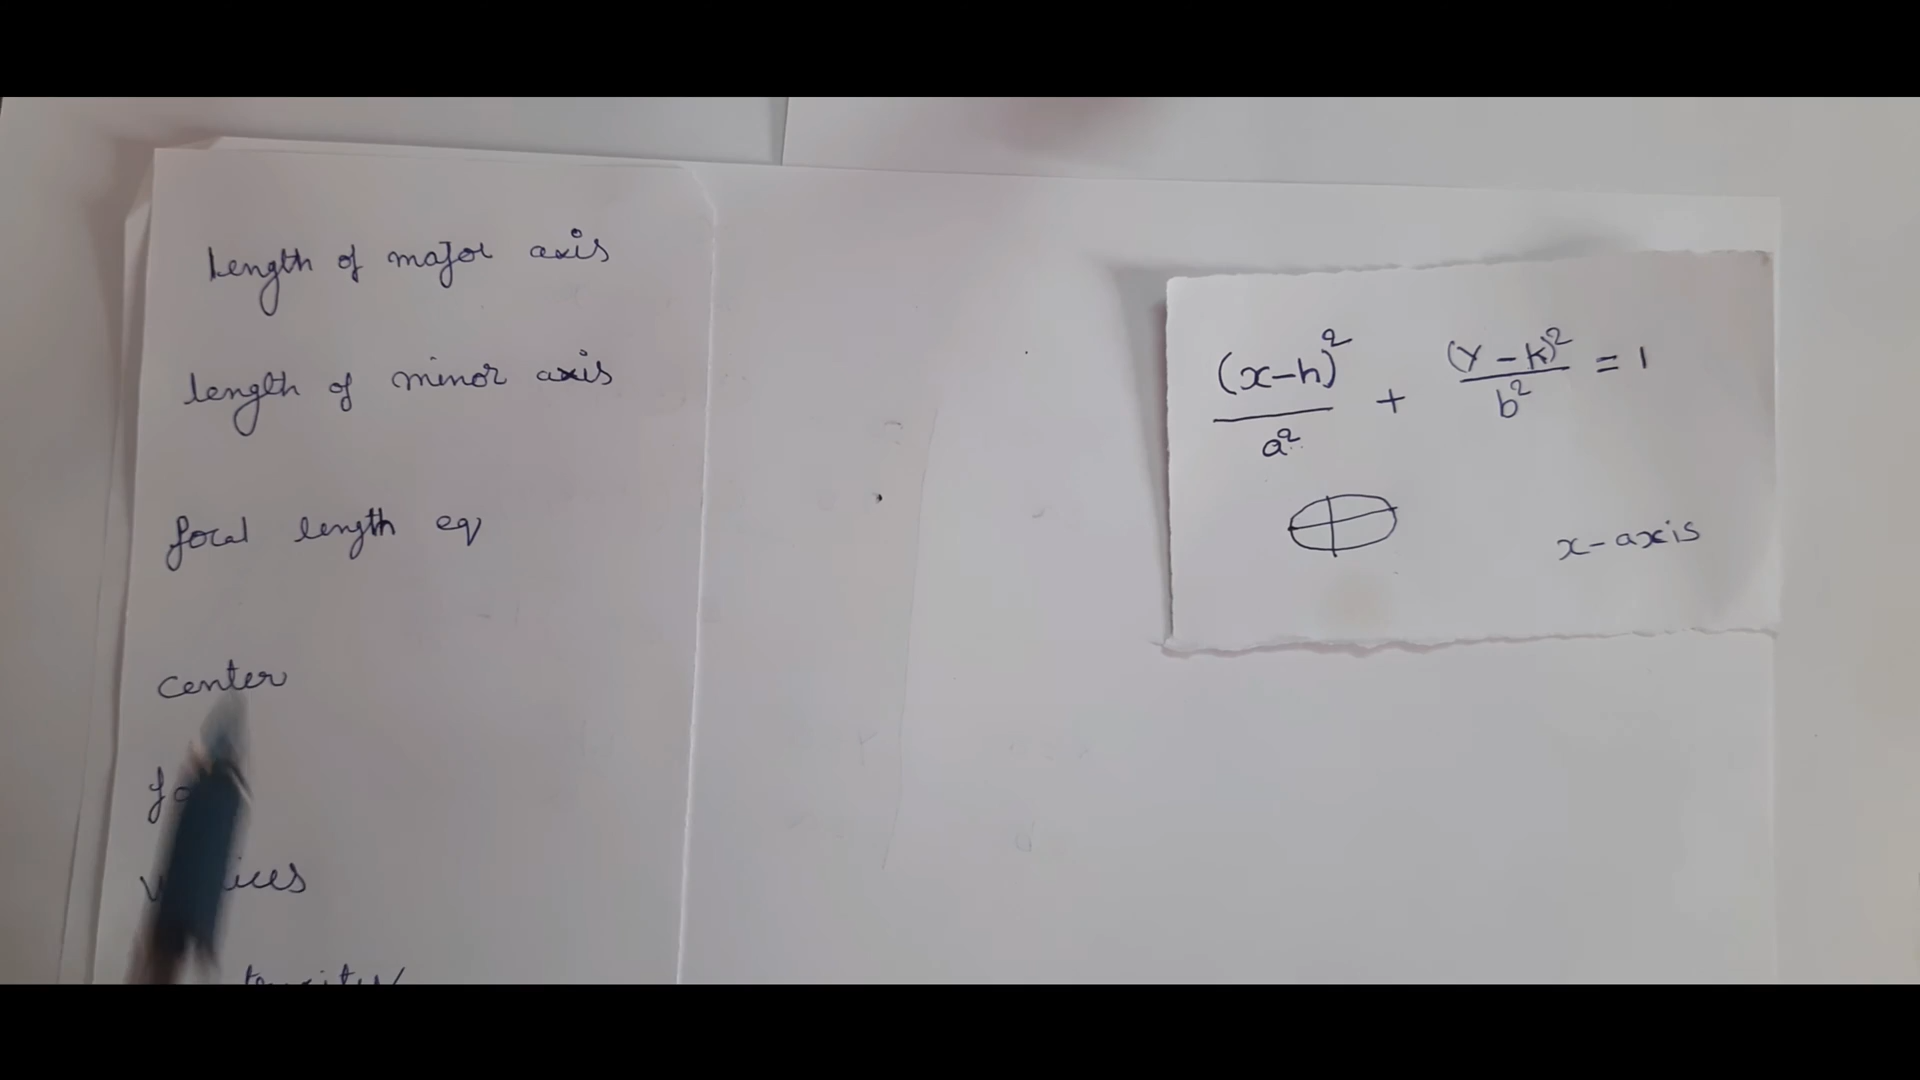 length of major axis
length of minor axis
focal length eq
center
(x-h)² / a² + (y-k)² / b² = 1
x-axis